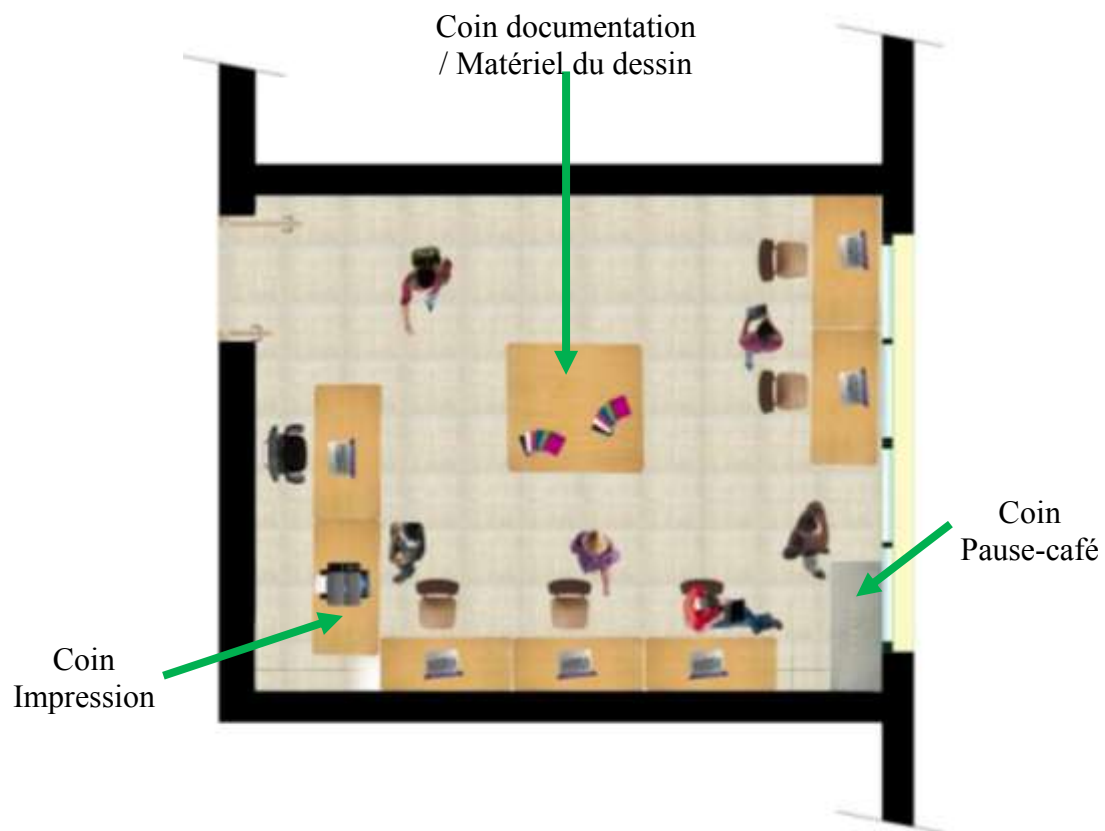 Coin documentation
/ Matériel du dessin
Coin
Pause-café
Coin
Impression